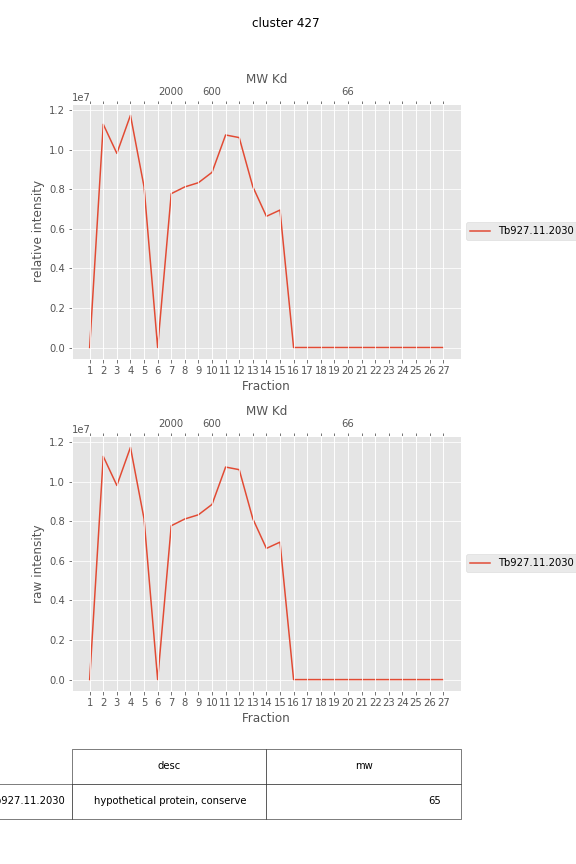 cluster 427
MW Kd
2000 600 66
1e7
1.2
1.0
0.8
0.6
0.4
0.2
0.0
relative intensity
Tb927.11.2030
1 2 3 4 5 6 7 8 9 10 11 12 13 14 15 16 17 18 19 20 21 22 23 24 25 26 27
Fraction
MW Kd
2000 600 66
1e7
1.2
1.0
0.8
0.6
0.4
0.2
0.0
raw intensity
Tb927.11.2030
1 2 3 4 5 6 7 8 9 10 11 12 13 14 15 16 17 18 19 20 21 22 23 24 25 26 27
Fraction
desc mw
927.11.2030 hypothetical protein, conserve 65